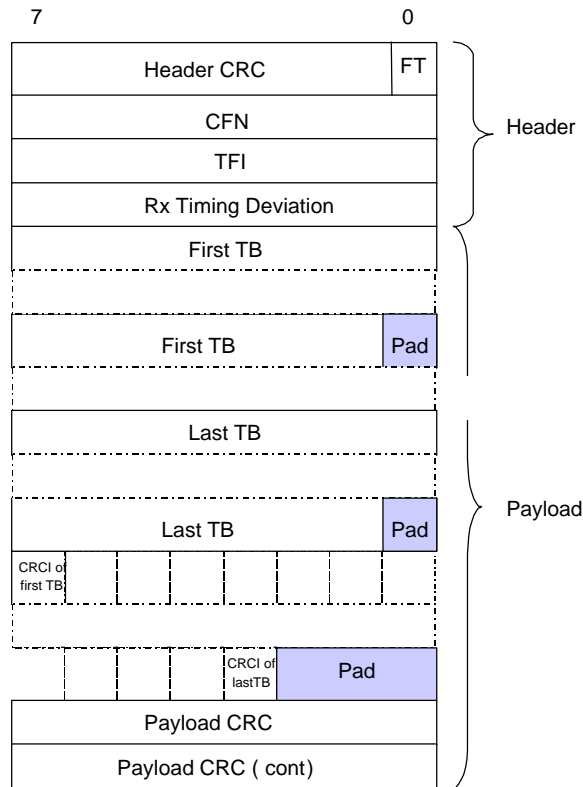 7 0
Header CRC FT
CFN
Header
TFI
Rx Timing Deviation
First TB
First TB Pad
Last TB
Last TB Pad
Payload
CRCI of
first TB
CRCI of
lastTB
Pad
Payload CRC
Payload CRC ( cont)